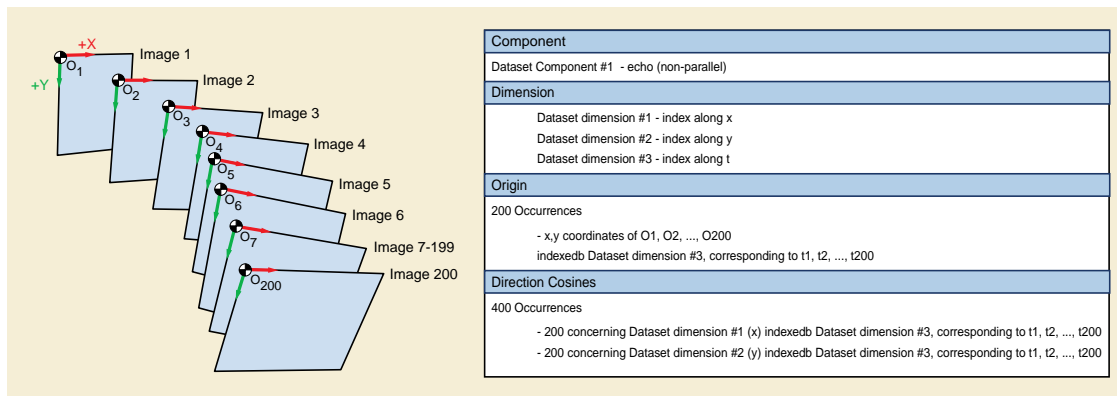 +X
+Y
O1
Image 1
O2
Image 2
O3
Image 3
O4
Image 4
O5
Image 5
O6
Image 6
O7
Image 7-199
O200
Image 200
Component
Dataset Component #1 - echo (non-parallel)
Dimension
Dataset dimension #1 - index along x
Dataset dimension #2 - index along y
Dataset dimension #3 - index along t
Origin
200 Occurrences
- x,y coordinates of O1, O2, ..., O200
indexedb Dataset dimension #3, corresponding to t1, t2, ..., t200
Direction Cosines
400 Occurrences
- 200 concerning Dataset dimension #1 (x) indexedb Dataset dimension #3, corresponding to t1, t2, ..., t200
- 200 concerning Dataset dimension #2 (y) indexedb Dataset dimension #3, corresponding to t1, t2, ..., t200